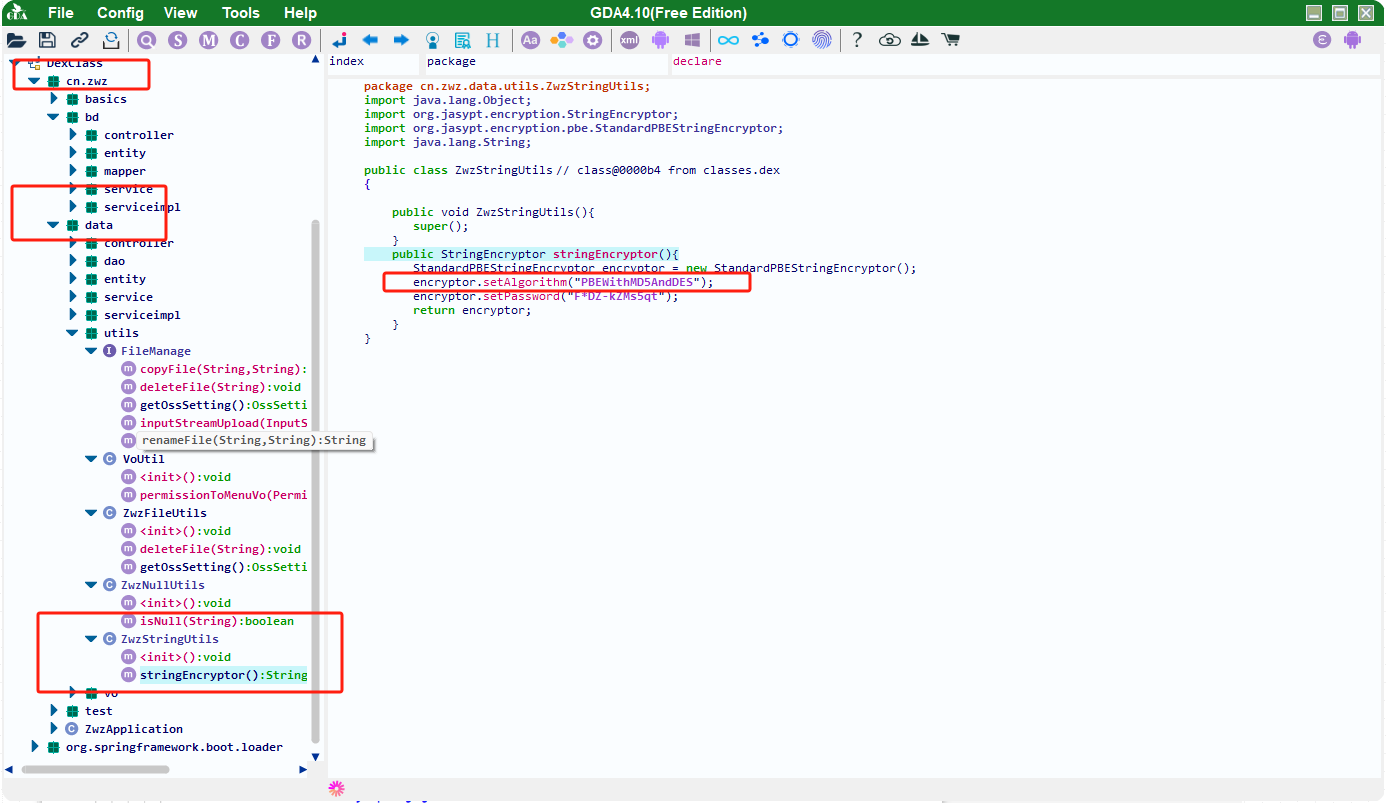 GDA File Config View Tools Help GDA4.10(Free Edition)
Q S M C F R H Aa xml ?
DexClass
cn.zwz
basics
bd
controller
entity
mapper
service
serviceimpl
data
controller
dao
entity
service
serviceimpl
utils
FileManage
copyFile(String,String):
deleteFile(String):void
getOssSetting():OssSetti
inputStreamUpload(InputS
renameFile(String,String):String
VoUtil
<init>():void
permissionToMenuVo(Permi
ZwzFileUtils
<init>():void
deleteFile(String):void
getOssSetting():OssSetti
ZwzNullUtils
<init>():void
isNull(String):boolean
ZwzStringUtils
<init>():void
stringEncryptor():String
vo
test
ZwzApplication
org.springframework.boot.loader
index package declare
package cn.zwz.data.utils.ZwzStringUtils;
import java.lang.Object;
import org.jasypt.encryption.StringEncryptor;
import org.jasypt.encryption.pbe.StandardPBEStringEncryptor;
import java.lang.String;
public class ZwzStringUtils // class@0000b4 from classes.dex
{
public void ZwzStringUtils(){
super();
}
public StringEncryptor stringEncryptor(){
StandardPBEStringEncryptor encryptor = new StandardPBEStringEncryptor();
encryptor.setAlgorithm("PBEWithMD5AndDES");
encryptor.setPassword("F*DZ-kZMs5qt");
return encryptor;
}
}